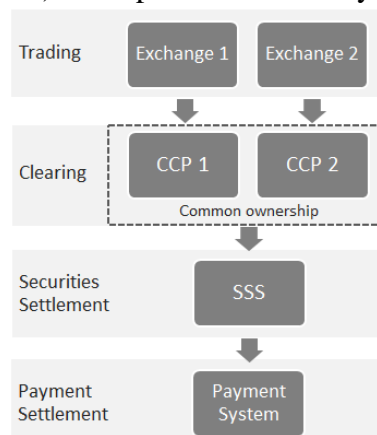 Trading
Exchange 1
Exchange 2
Clearing
CCP 1
CCP 2
Common ownership
Securities
Settlement
SSS
Payment
Settlement
Payment
System